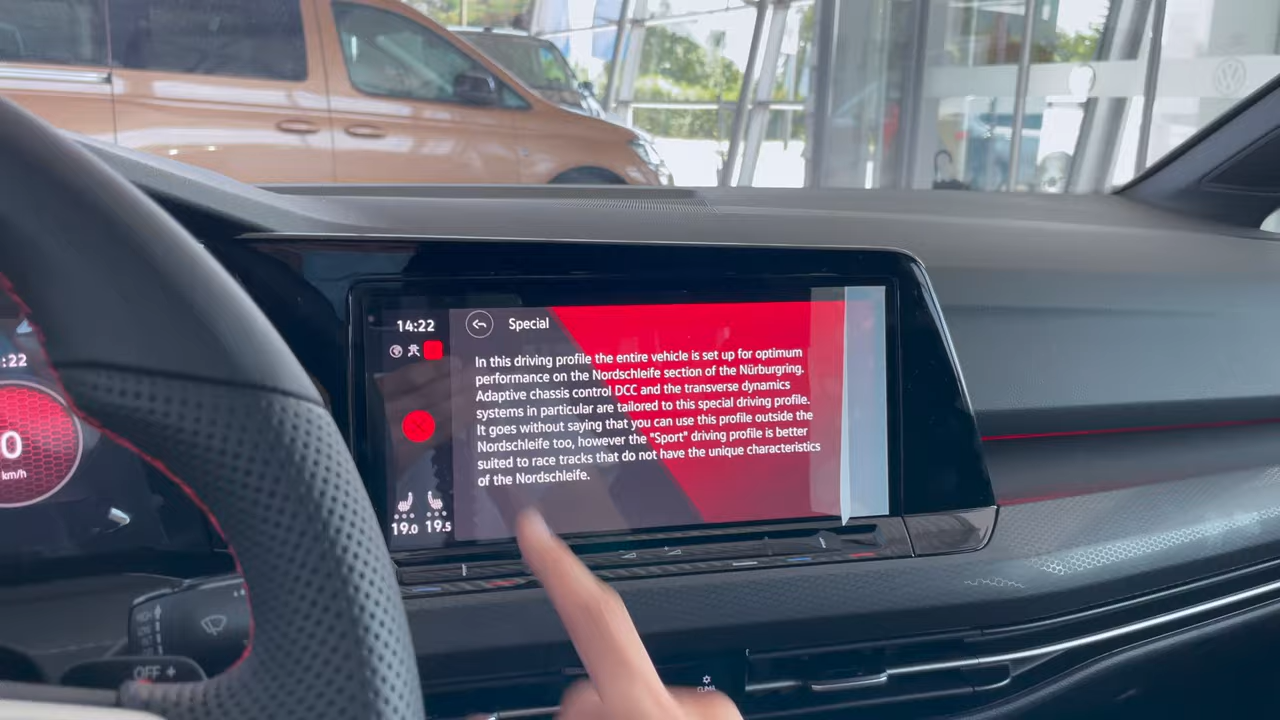 14:22
Special
In this driving profile the entire vehicle is set up for optimum
performance on the Nordschleife section of the Nürburgring.
Adaptive chassis control DCC and the transverse dynamics
systems in particular are tailored to this special driving profile.
It goes without saying that you can use this profile outside the
Nordschleife too, however the "Sport" driving profile is better
suited to race tracks that do not have the unique characteristics
of the Nordschleife.
19.0 19.5
:22
0
km/h
OFF +
CLIMA